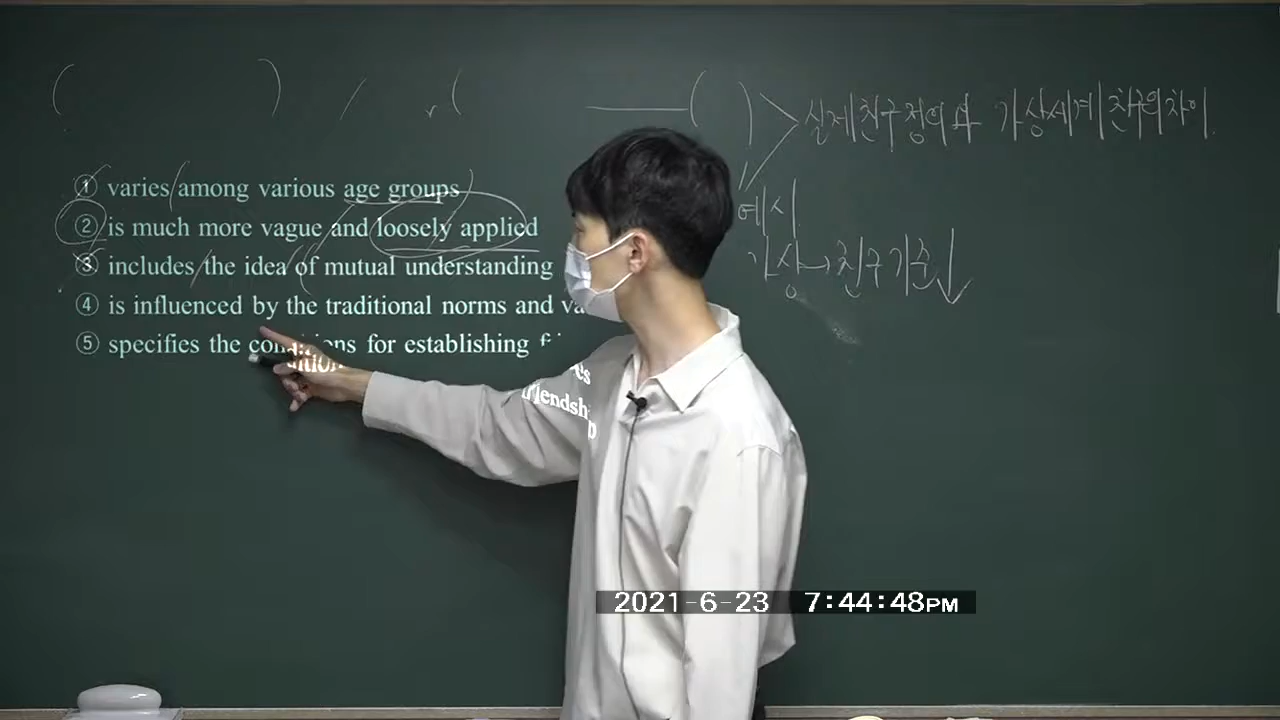 실제친구정의와 가상세계친구의차이
① varies among various age groups
② is much more vague and loosely applied
예시
③ includes the idea of mutual understanding
가상→친구기준↓
④ is influenced by the traditional norms and
⑤ specifies the conditions for establishing
2021-6-23 7:44:48PM